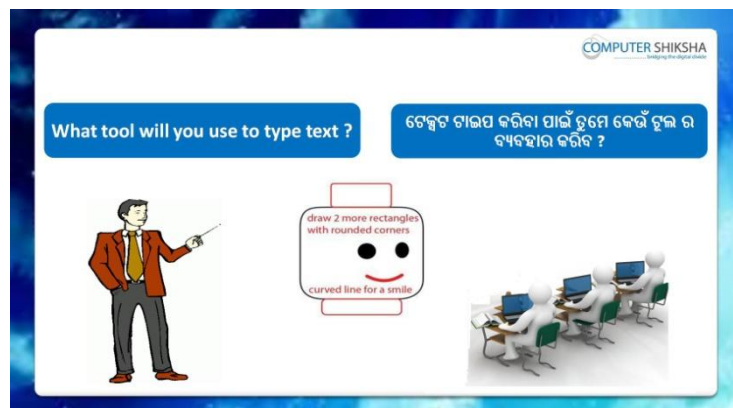 COMPUTER SHIKSHA
bridging the digital divide
What tool will you use to type text ?
ଟେକ୍ସଟ ଟାଇପ କରିବା ପାଇଁ ତୁମେ କେଉଁ ଟୁଲ ର
ବ୍ୟବହାର କରିବ ?
draw 2 more rectangles
with rounded corners
curved line for a smile